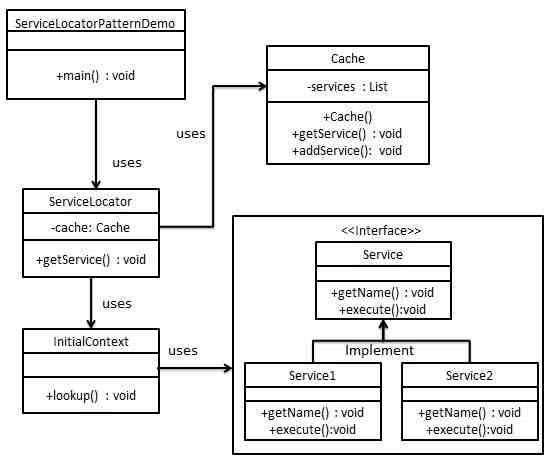 ServiceLocatorPatternDemo
+main() : void
uses
ServiceLocator
-cache: Cache
+getService() : void
uses
InitialContext
+lookup() : void
uses
Cache
-services : List
+Cache()
+getService() : void
+addService(): void
uses
<<Interface>>
Service
+getName() : void
+execute():void
Implement
Service1
+getName() : void
+execute():void
Service2
+getName() : void
+execute():void